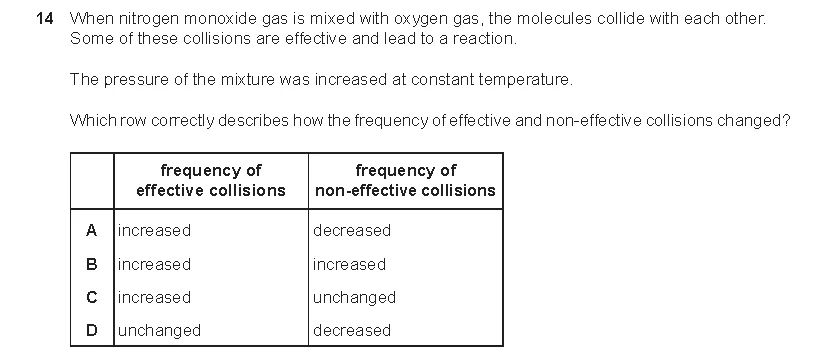 14 When nitrogen monoxide gas is mixed with oxygen gas, the molecules collide with each other.
Some of these collisions are effective and lead to a reaction.
The pressure of the mixture was increased at constant temperature.
Which row correctly describes how the frequency of effective and non-effective collisions changed?
frequency of effective collisions frequency of non-effective collisions
A increased decreased
B increased increased
C increased unchanged
D unchanged decreased